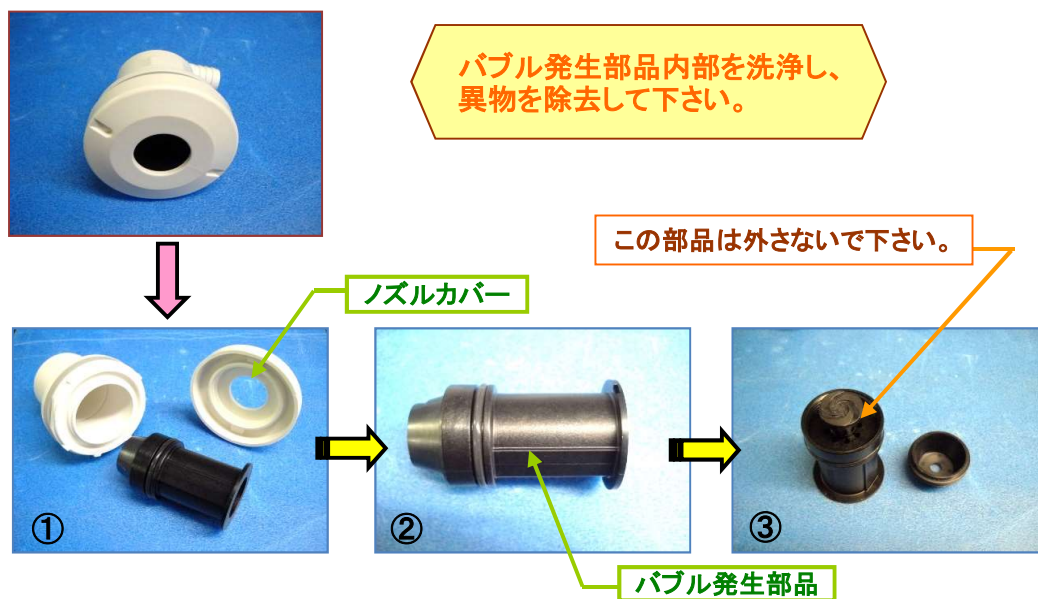 バブル発生部品内部を洗浄し、
異物を除去して下さい。
この部品は外さないで下さい。
ノズルカバー
①
②
③
バブル発生部品